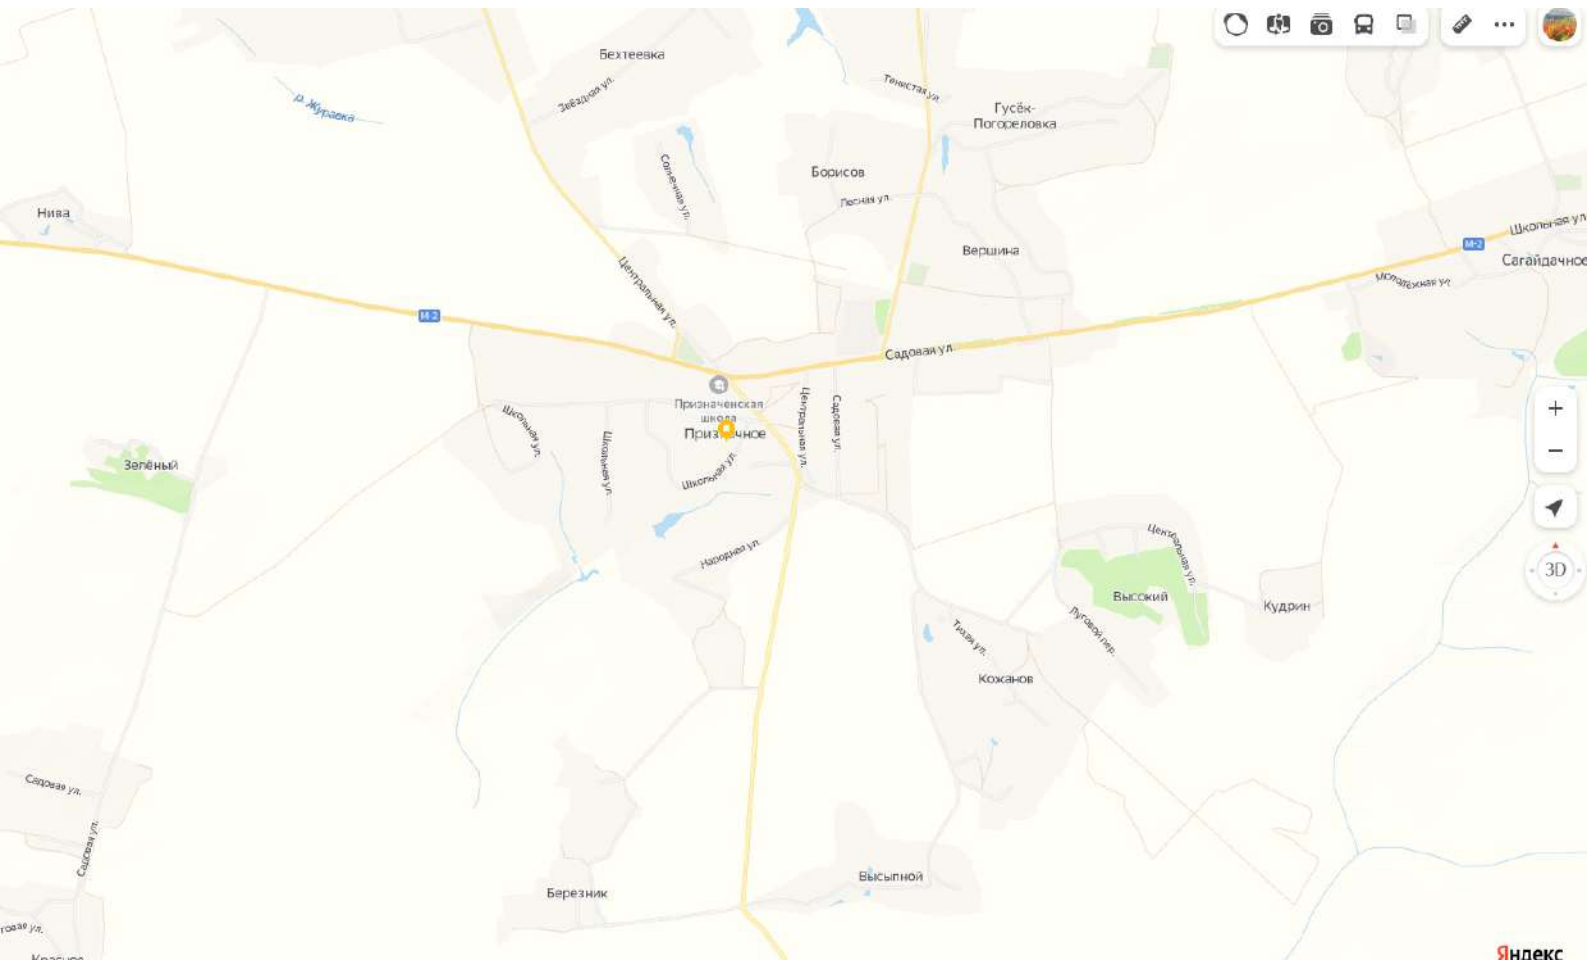 Бехтеевка
Звёздная ул.
Тенистая ул.
р. Журавка
Гусёк-
Погореловка
Солнечная ул.
Борисов
Лесная ул.
Нива
Школьная ул.
М-2
Вершина
Сагайдачное
Молодёжная ул.
Центральная ул.
М-2
Садовая ул.
Призначенская
школа
Призначное
Школьная ул.
Школьная ул.
Центральная ул.
Садовая ул.
Школьная ул.
Зелёный
Народная ул.
Центральная ул.
3D
Высокий
Кудрин
Тихая ул.
Луговой пер.
Кожанов
Садовая ул.
Садовая ул.
Высыпной
Березник
Яндекс